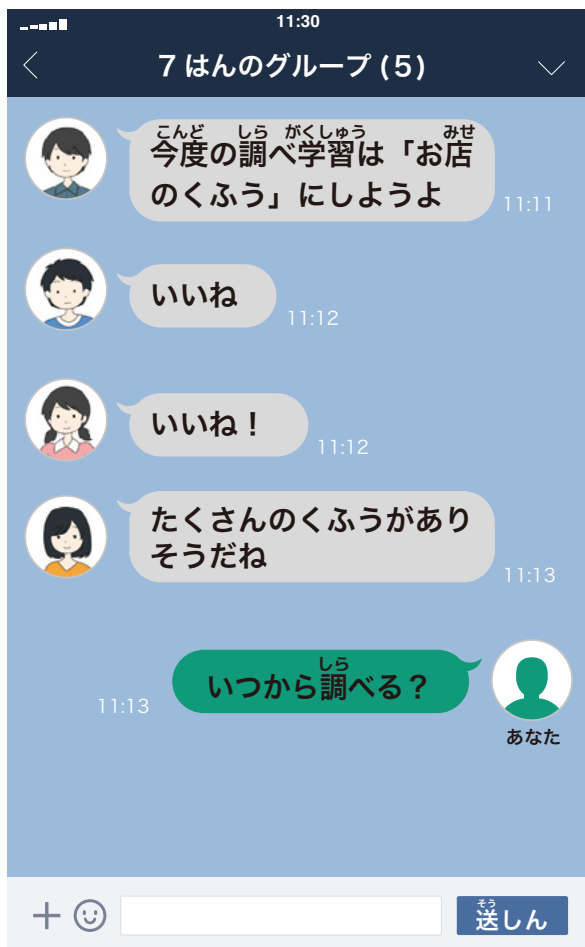 11:30
7はんのグループ(5)
こんど しら がくしゅう みせ
今度の調べ学習は「お店
のくふう」にしようよ
11:11
いいね
11:12
いいね！
11:12
たくさんのくふうがあり
そうだね
11:13
しら
いつから調べる？
11:13
あなた
そう
送しん